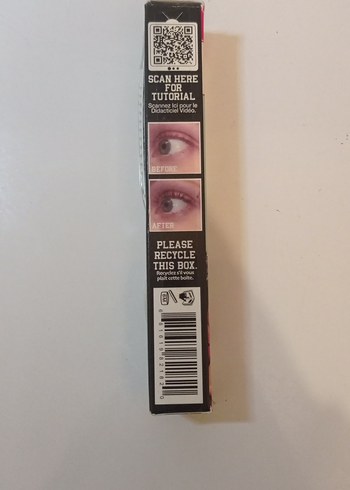 SCAN HERE
FOR
TUTORIAL
Scannez ici pour le
Didacticiel Vidéo.
BEFORE
AFTER
PLEASE
RECYCLE
THIS BOX.
Recyclez s'il vous
plaît cette boîte.